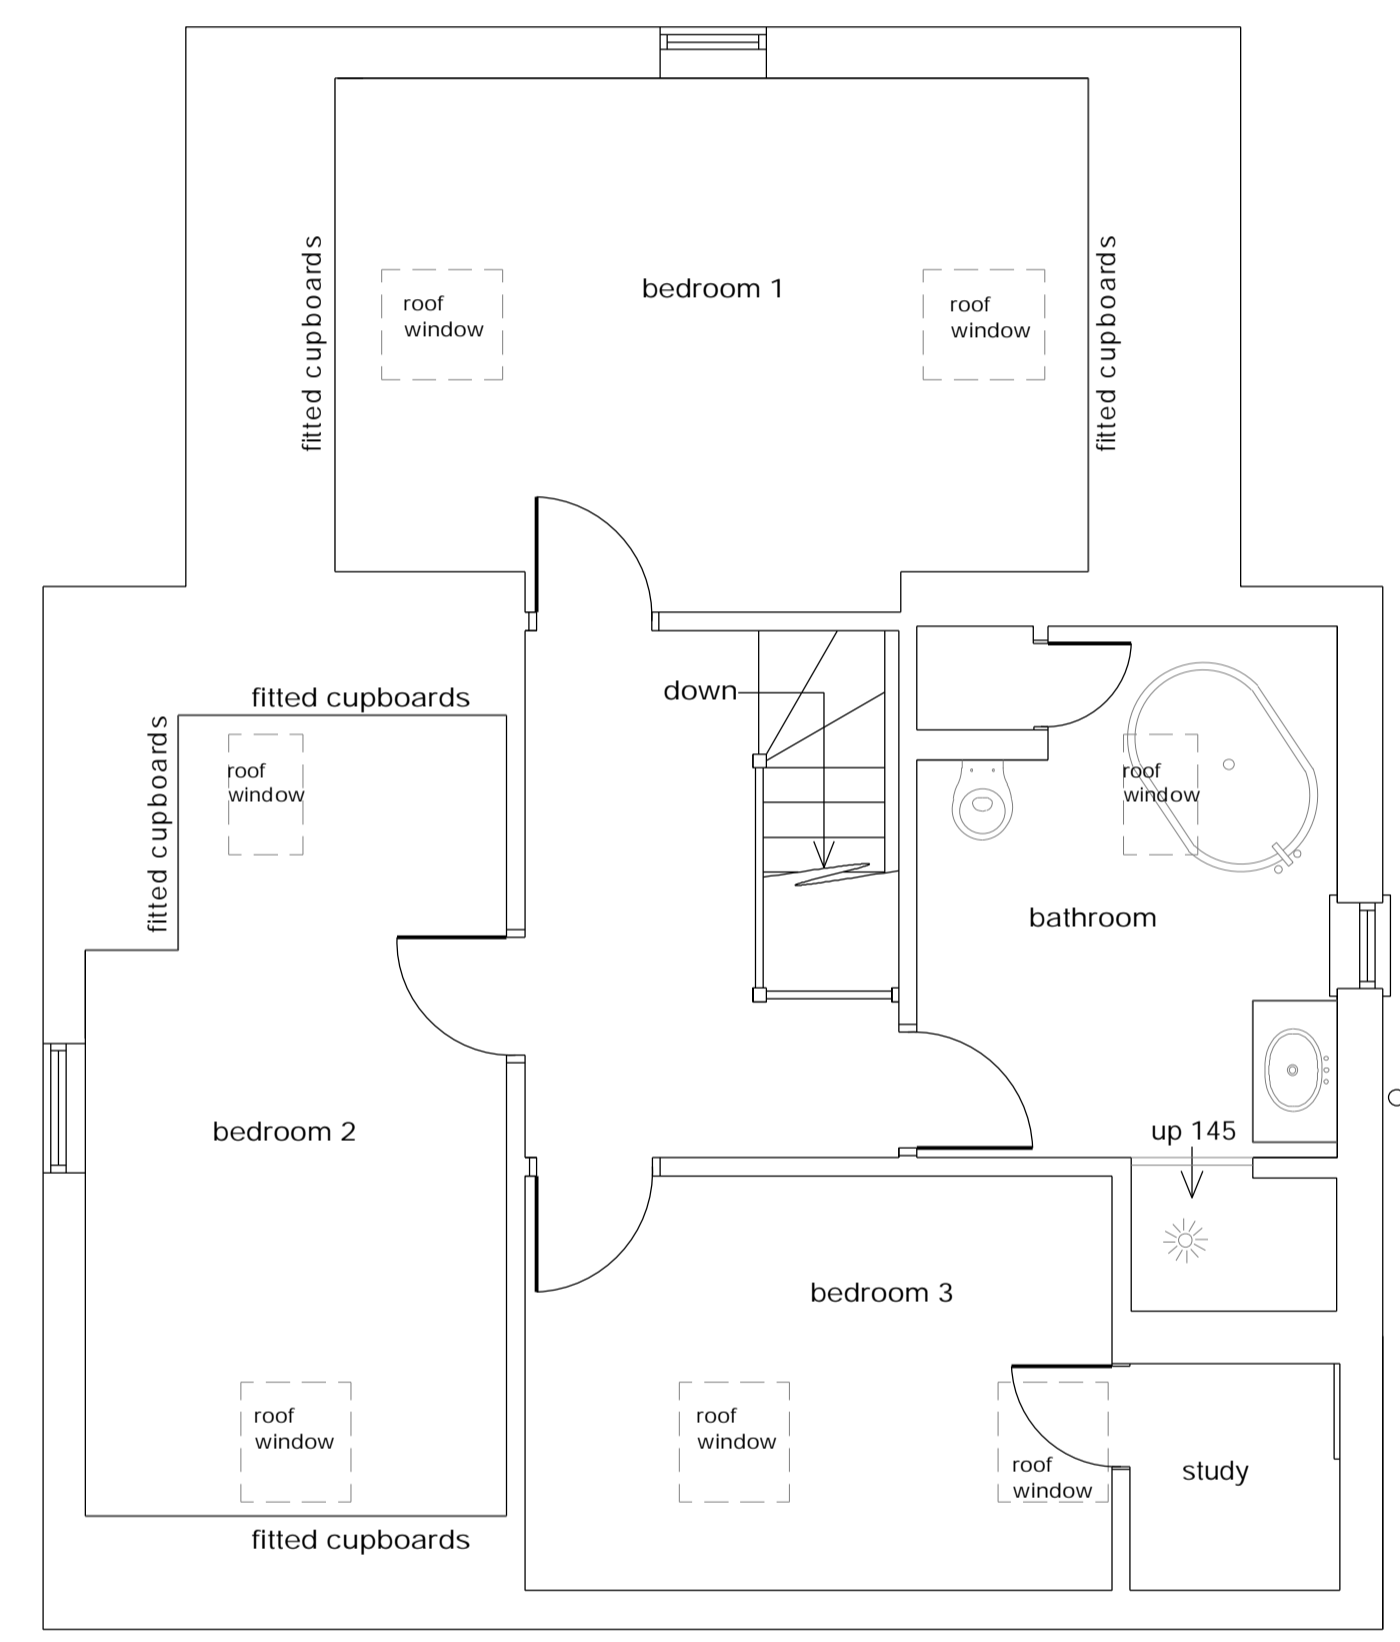 fitted cupboards
roof
window
bedroom 1
roof
window
fitted cupboards
down
fitted cupboards
fitted cupboards
roof
window
roof
window
bathroom
bedroom 2
up 145
bedroom 3
roof
window
roof
window
roof
window
study
fitted cupboards